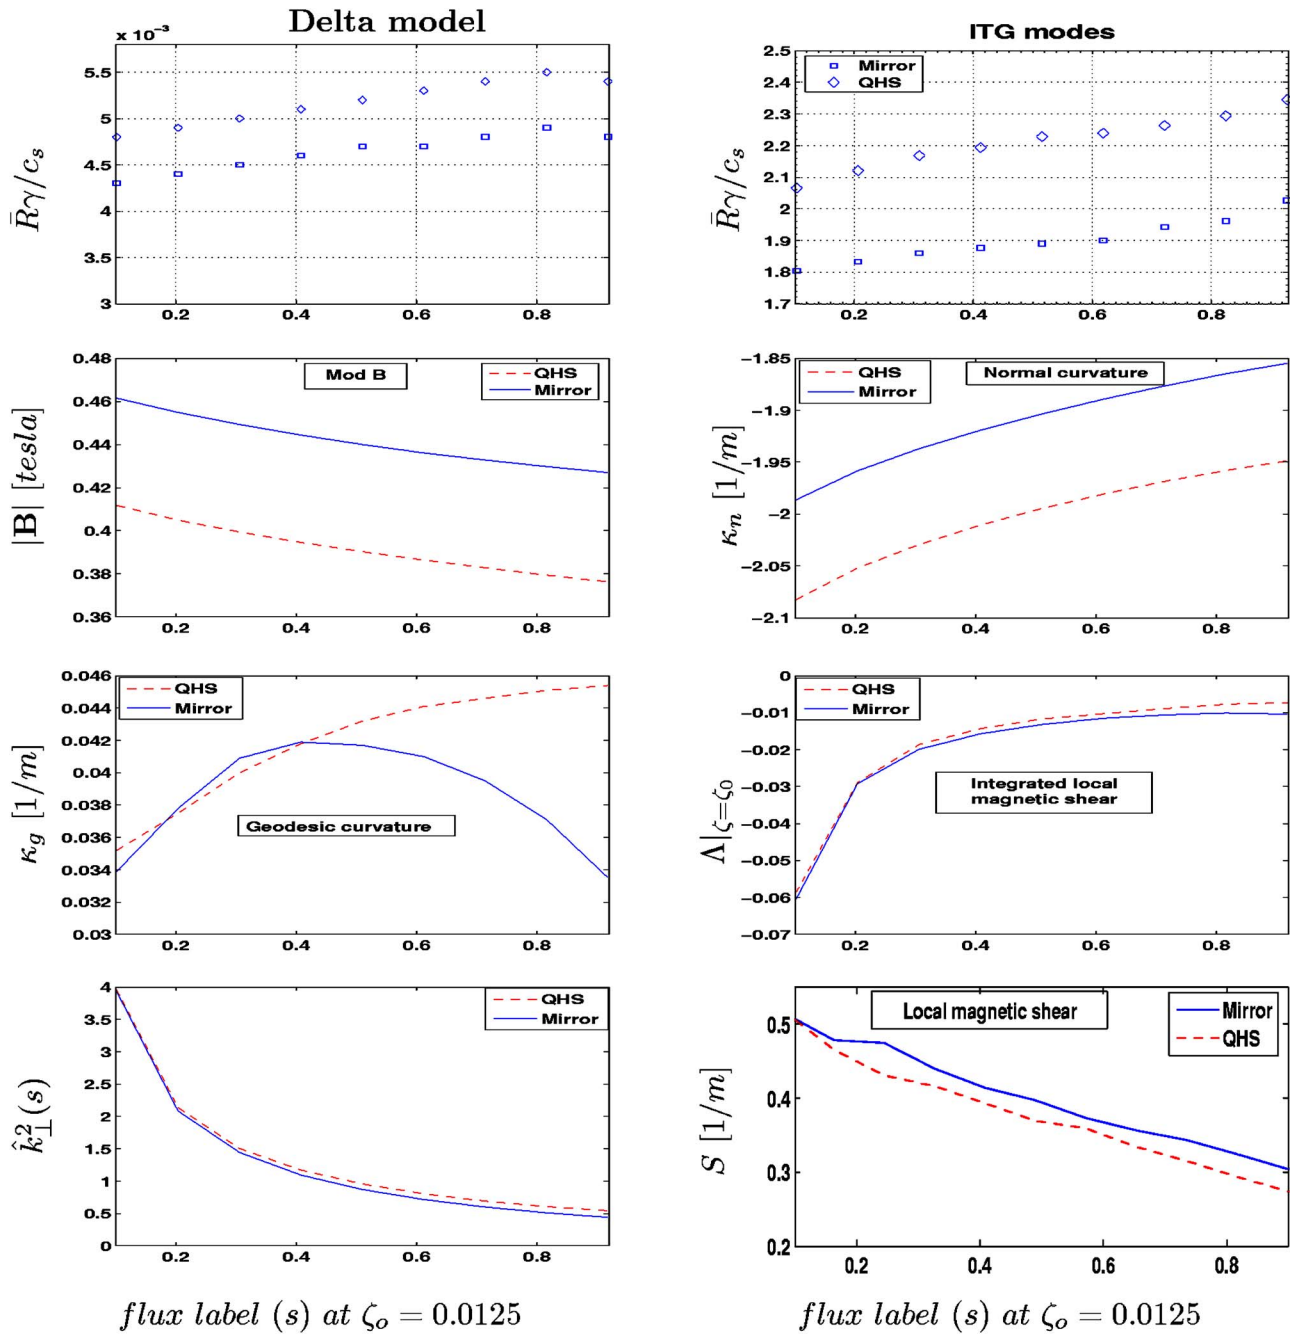 Delta model
x 10⁻³
5.5
5
4.5
4
3.5
3
0.2 0.4 0.6 0.8
R̄γ/c_s
ITG modes
Mirror
QHS
2.5
2.4
2.3
2.2
2.1
2
1.9
1.8
1.7
0.2 0.4 0.6 0.8
R̄γ/c_s
Mod B
QHS
Mirror
0.48
0.46
0.44
0.42
0.4
0.38
0.36
0.2 0.4 0.6 0.8
|B| [tesla]
QHS
Mirror
Normal curvature
−1.85
−1.9
−1.95
−2
−2.05
−2.1
0.2 0.4 0.6 0.8
κ_n [1/m]
QHS
Mirror
Geodesic curvature
0.046
0.044
0.042
0.04
0.038
0.036
0.034
0.032
0.03
0.2 0.4 0.6 0.8
κ_g [1/m]
QHS
Mirror
Integrated local
magnetic shear
0
−0.01
−0.02
−0.03
−0.04
−0.05
−0.06
−0.07
0.2 0.4 0.6 0.8
Λ|_ζ=ζ₀
QHS
Mirror
4
3.5
3
2.5
2
1.5
1
0.5
0
0.2 0.4 0.6 0.8
k̂²_⊥(s)
flux label (s) at ζ_o = 0.0125
Local magnetic shear
Mirror
QHS
0.5
0.4
0.3
0.2
0.2 0.4 0.6 0.8
S [1/m]
flux label (s) at ζ_o = 0.0125